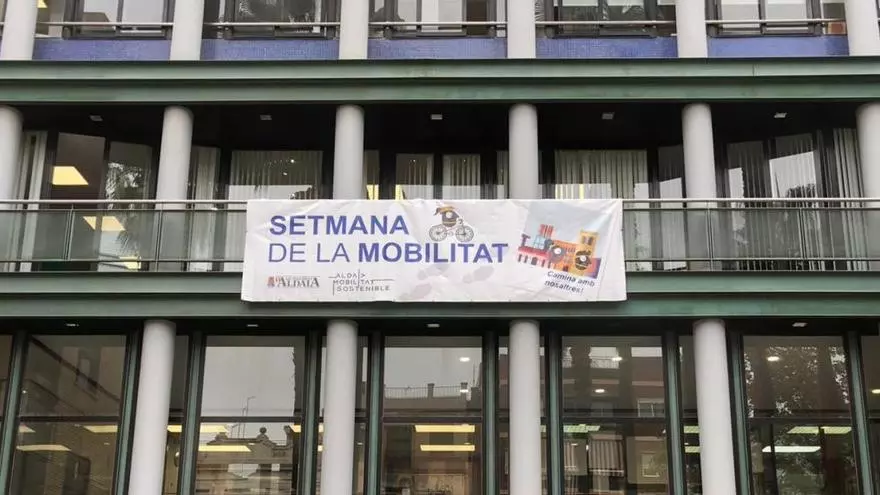 SETMANA
DE LA MOBILITAT
ALDAIA
ALDAIA
MOBILITAT
SOSTENIBLE
Camina amb
nosaltres!